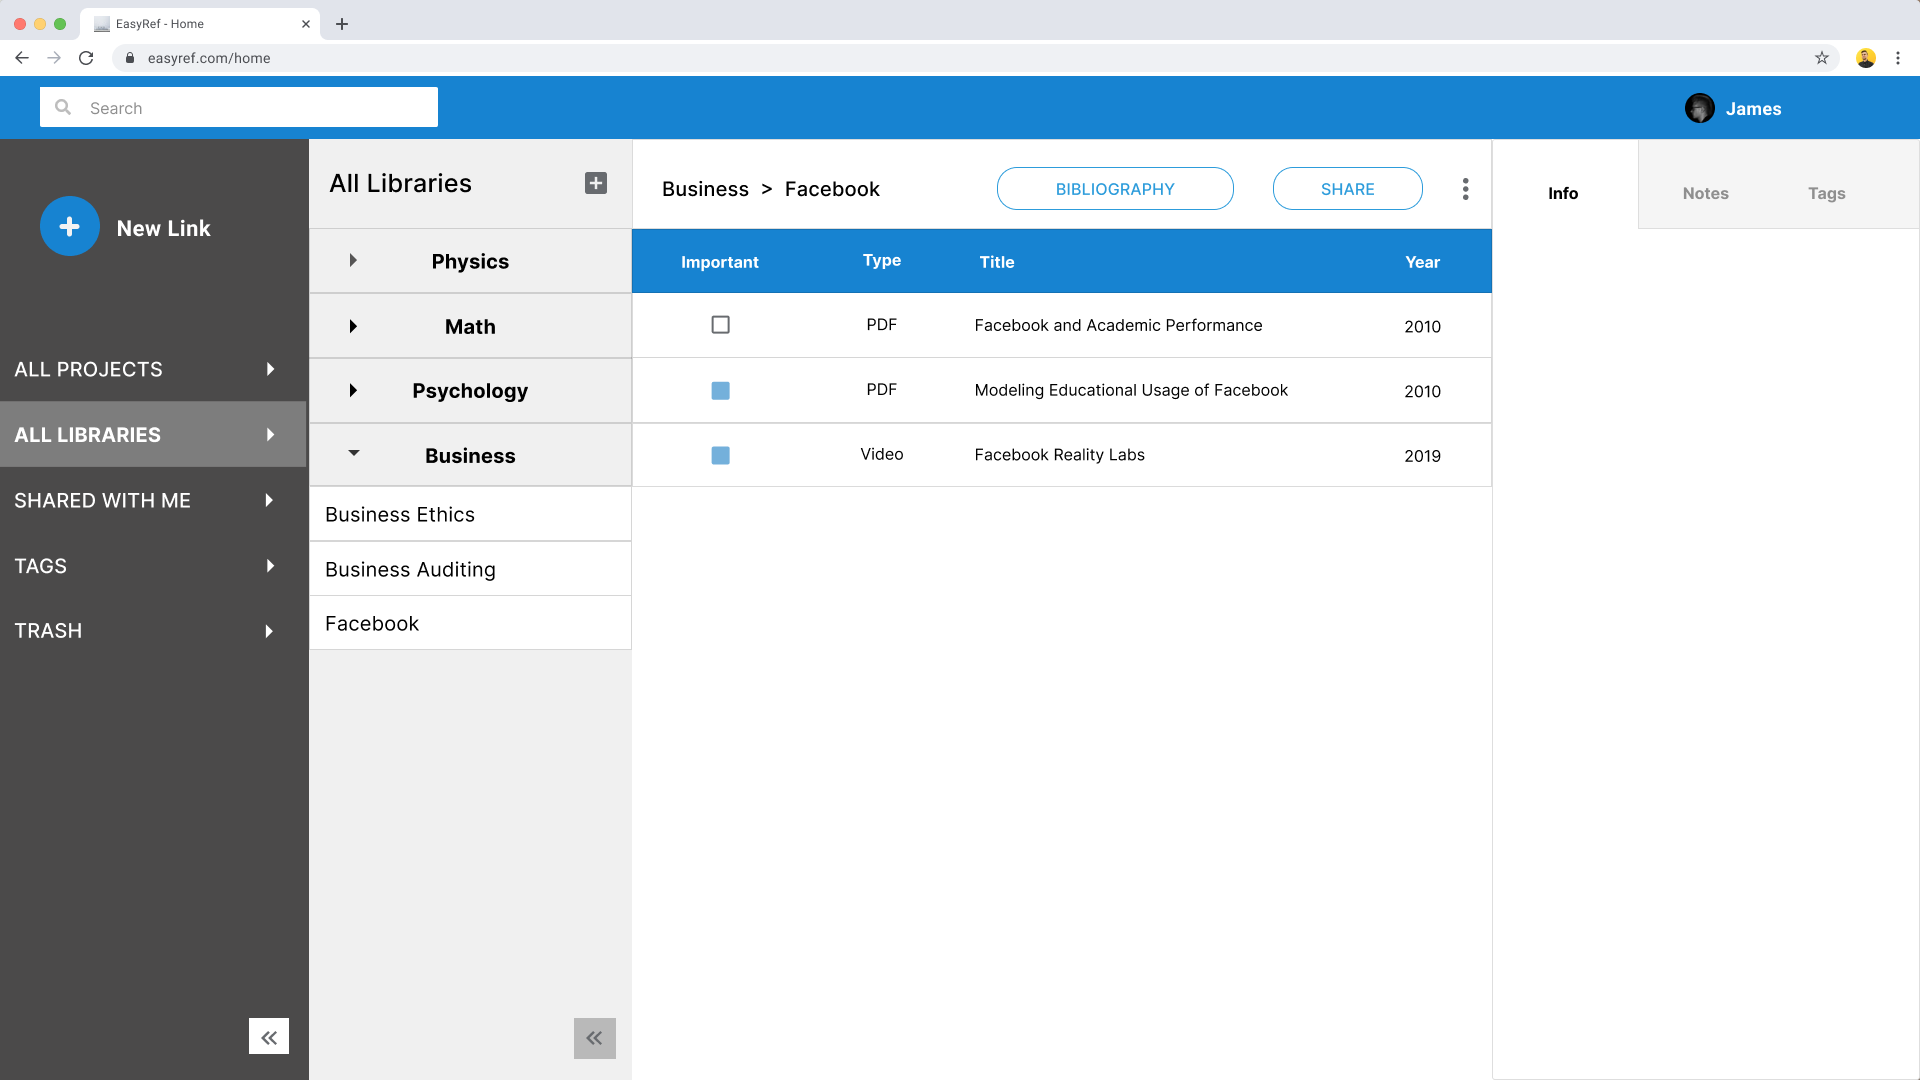 EasyRef - Home
easyref.com/home
Search
James
New Link
ALL PROJECTS
ALL LIBRARIES
SHARED WITH ME
TAGS
TRASH
All Libraries
Physics
Math
Psychology
Business
Business Ethics
Business Auditing
Facebook
Business > Facebook
BIBLIOGRAPHY
SHARE
Important Type Title Year
PDF Facebook and Academic Performance 2010
PDF Modeling Educational Usage of Facebook 2010
Video Facebook Reality Labs 2019
Info
Notes
Tags